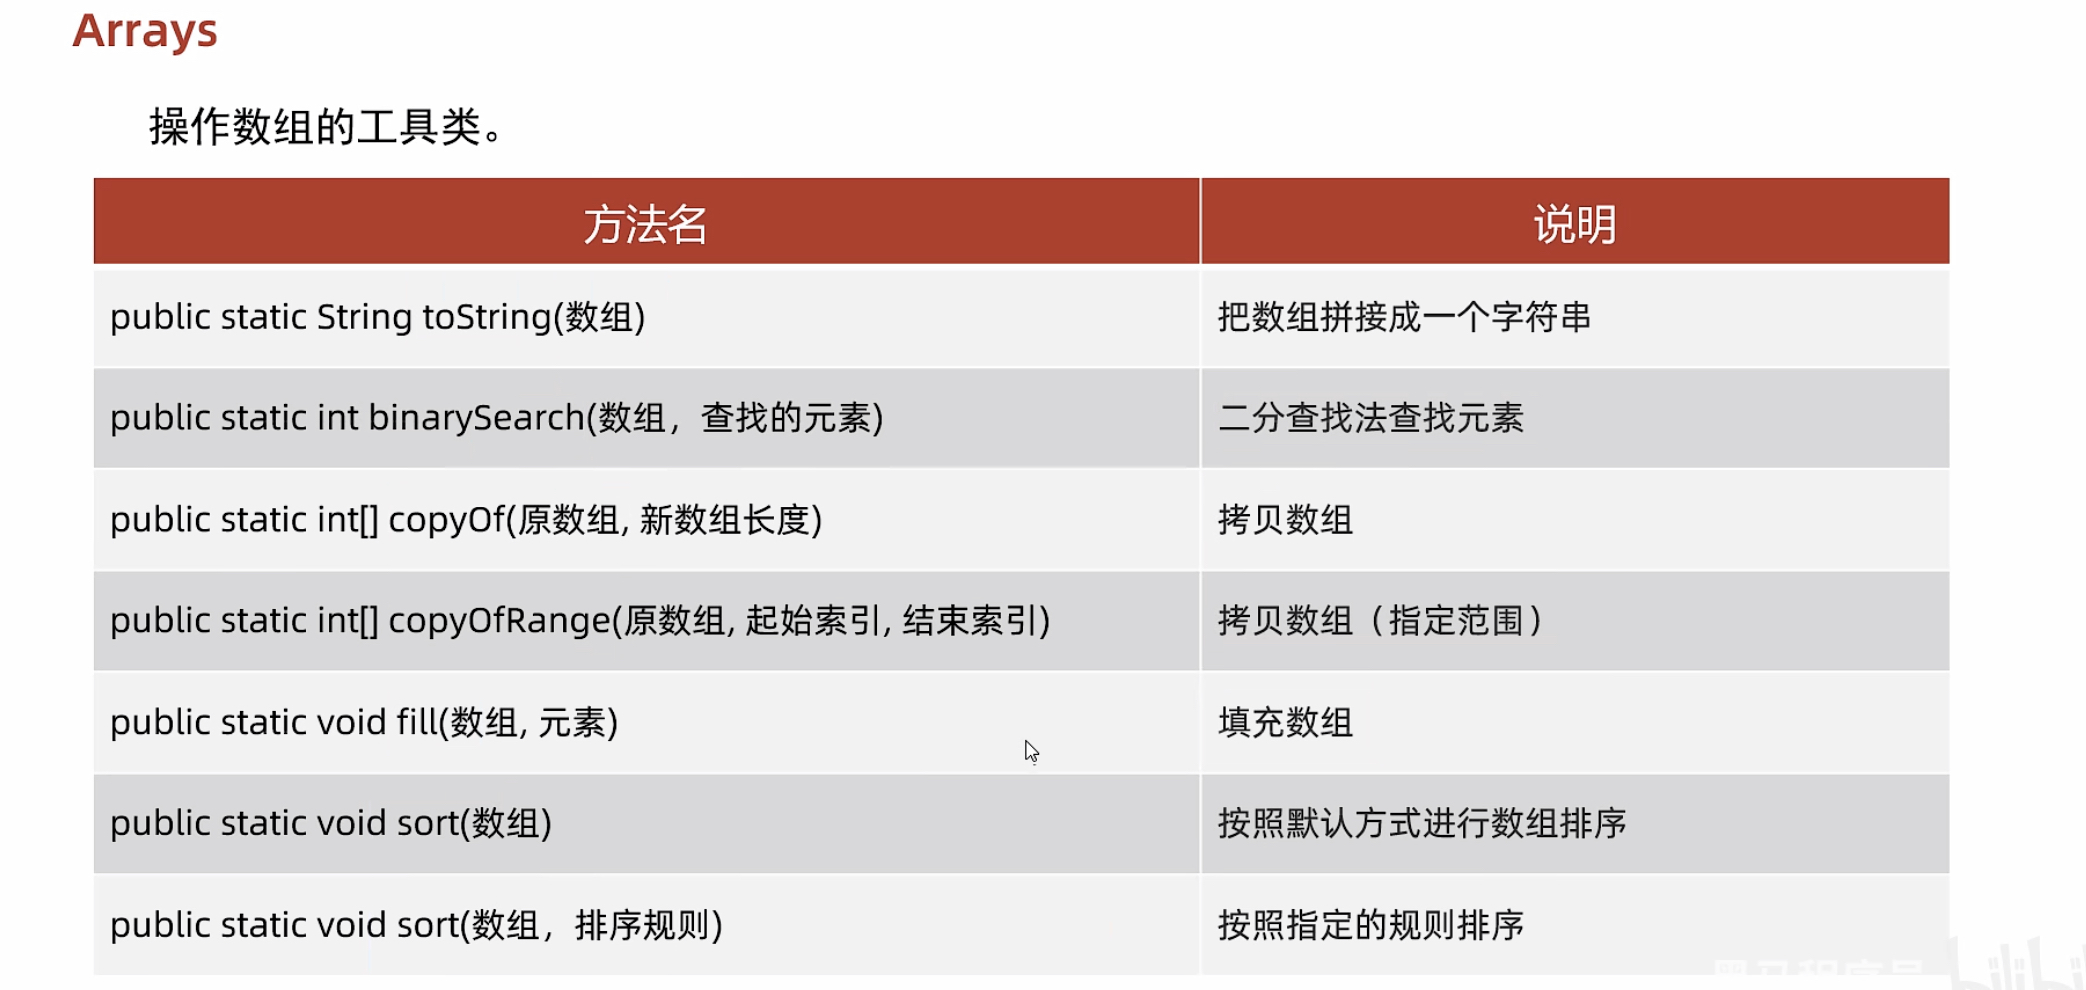 Arrays
操作数组的工具类。
方法名 说明
public static String toString(数组) 把数组拼接成一个字符串
public static int binarySearch(数组，查找的元素) 二分查找法查找元素
public static int[] copyOf(原数组, 新数组长度) 拷贝数组
public static int[] copyOfRange(原数组, 起始索引, 结束索引) 拷贝数组（指定范围）
public static void fill(数组, 元素) 填充数组
public static void sort(数组) 按照默认方式进行数组排序
public static void sort(数组，排序规则) 按照指定的规则排序